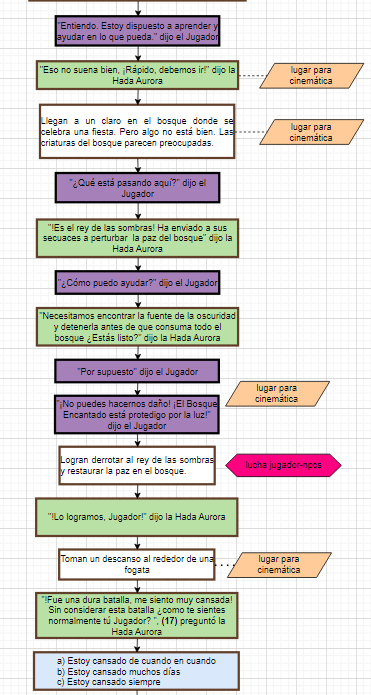 "Entiendo. Estoy dispuesto a aprender y
ayudar en lo que pueda." dijo el Jugador
"Eso no suena bien, ¡Rápido, debemos ir!" dijo la
Hada Aurora
lugar para
cinemática
Llegan a un claro en el bosque donde se
celebra una fiesta. Pero algo no está bien. Las
criaturas del bosque parecen preocupadas.
lugar para
cinemática
"¿Qué está pasando aquí?" dijo el
Jugador
"!Es el rey de las sombras! Ha enviado a sus
secuaces a perturbar la paz del bosque" dijo la
Hada Aurora
"¿Cómo puedo ayudar?" dijo el Jugador
"Necesitamos encontrar la fuente de la oscuridad
y detenerla antes de que consuma todo el
bosque ¿Estás listo?" dijo la Hada Aurora
"Por supuesto" dijo el Jugador
"¡No puedes hacernos daño! ¡El Bosque
Encantado está protegido por la luz!"
dijo el Jugador
lugar para
cinemática
Logran derrotar al rey de las sombras
y restaurar la paz en el bosque.
lucha jugador-npcs
"!Lo logramos, Jugador!" dijo la Hada Aurora
Toman un descanso al rededor de una
fogata
lugar para
cinemática
"!Fue una dura batalla, me siento muy cansada!
Sin considerar esta batalla ¿como te sientes
normalmente tú Jugador? ", (17) preguntó la
Hada Aurora
a) Estoy cansado de cuando en cuando
b) Estoy cansado muchos días
c) Estoy cansado siempre